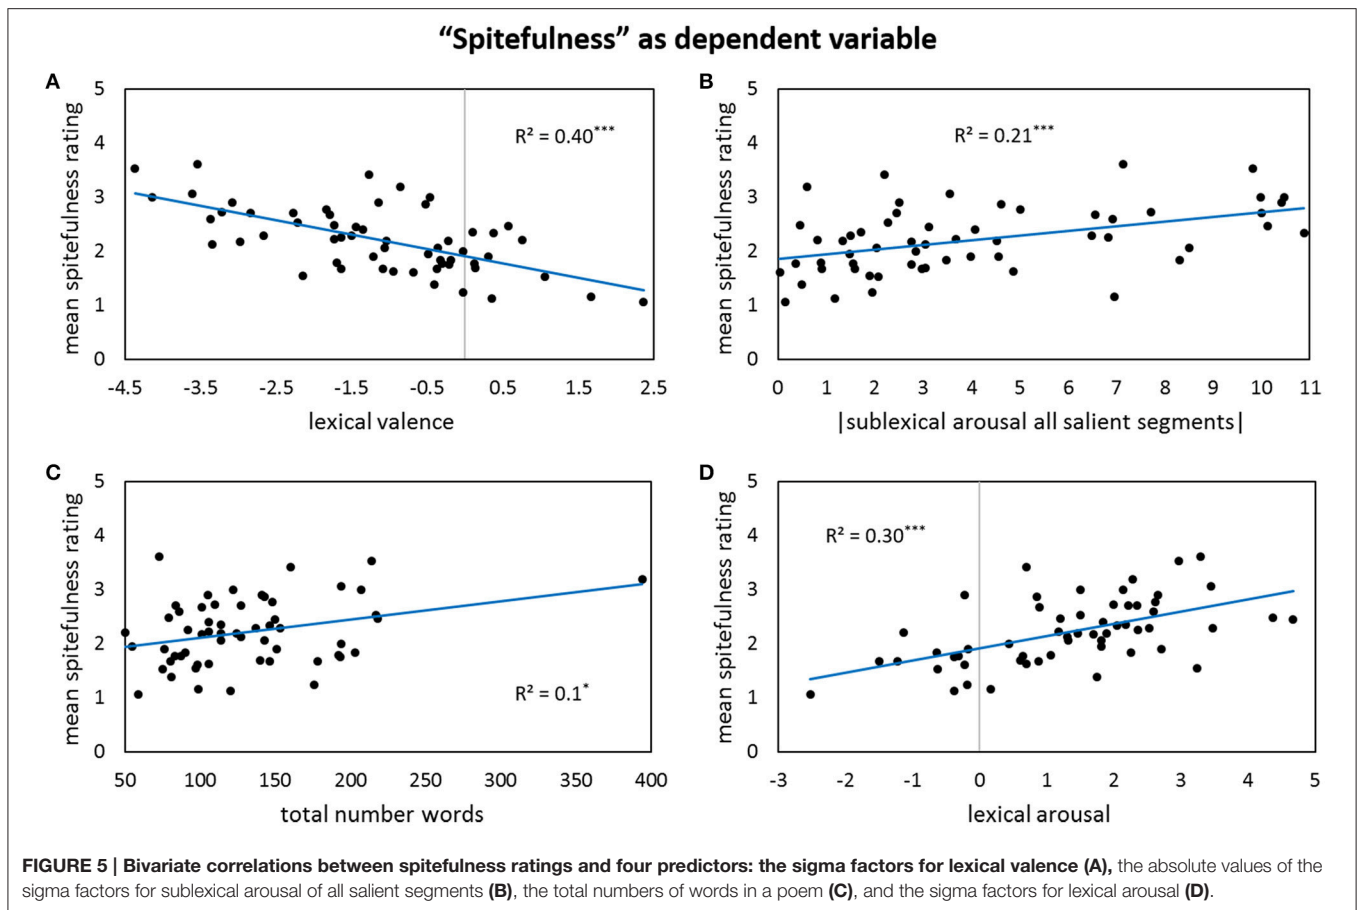 “Spitefulness” as dependent variable
A
mean spitefulness rating
5
4
3
2
1
0
R² = 0.40***
-4.5 -3.5 -2.5 -1.5 -0.5 0.5 1.5 2.5
lexical valence
B
mean spitefulness rating
5
4
3
2
1
0
R² = 0.21***
0 1 2 3 4 5 6 7 8 9 10 11
|sublexical arousal all salient segments|
C
mean spitefulness rating
5
4
3
2
1
0
R² = 0.1*
50 100 150 200 250 300 350 400
total number words
D
mean spitefulness rating
5
4
3
2
1
0
R² = 0.30***
-3 -2 -1 0 1 2 3 4 5
lexical arousal
FIGURE 5 | Bivariate correlations between spitefulness ratings and four predictors: the sigma factors for lexical valence (A), the absolute values of the
sigma factors for sublexical arousal of all salient segments (B), the total numbers of words in a poem (C), and the sigma factors for lexical arousal (D).